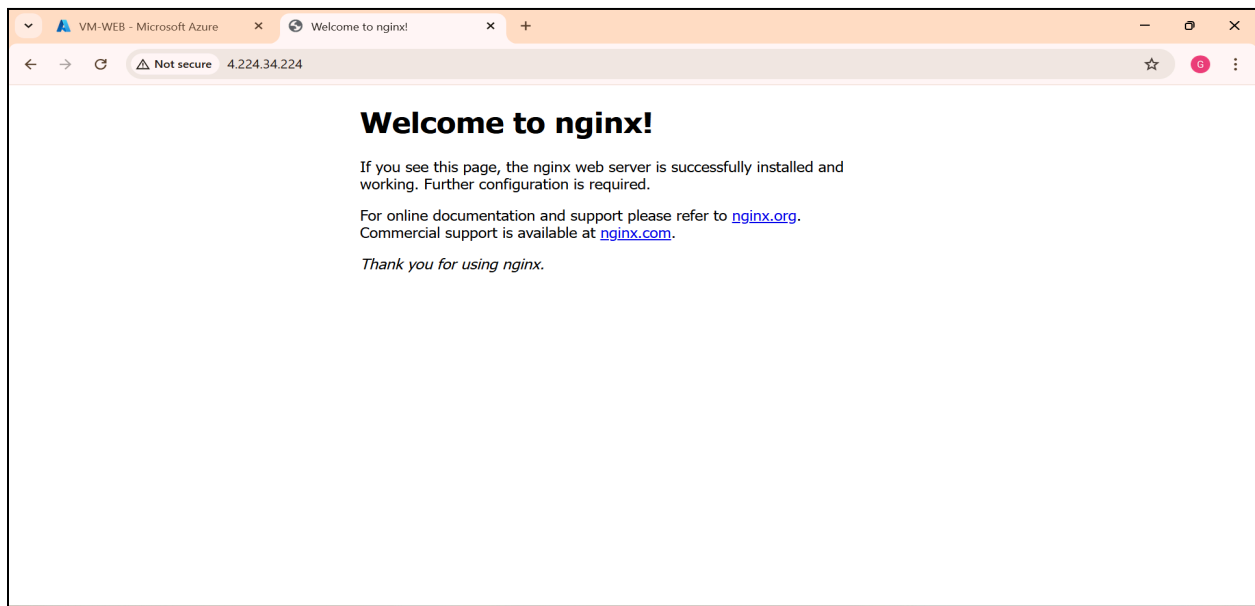 VM-WEB - Microsoft Azure
Welcome to nginx!
Not secure
4.224.34.224
G
Welcome to nginx!
If you see this page, the nginx web server is successfully installed and
working. Further configuration is required.
For online documentation and support please refer to nginx.org.
Commercial support is available at nginx.com.
Thank you for using nginx.